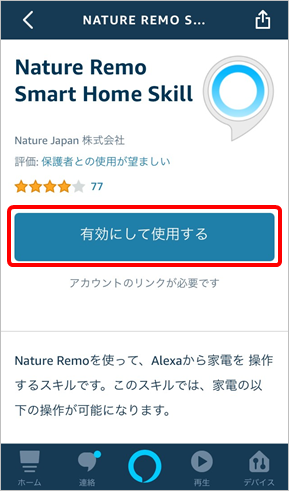 NATURE REMO S...
Nature Remo
Smart Home Skill
Nature Japan 株式会社
評価: 保護者との使用が望ましい
77
有効にして使用する
アカウントのリンクが必要です
Nature Remoを使って、Alexaから家電を 操作
するスキルです。このスキルでは、家電の以
下の操作が可能になります。
ホーム
連絡
再生
デバイス